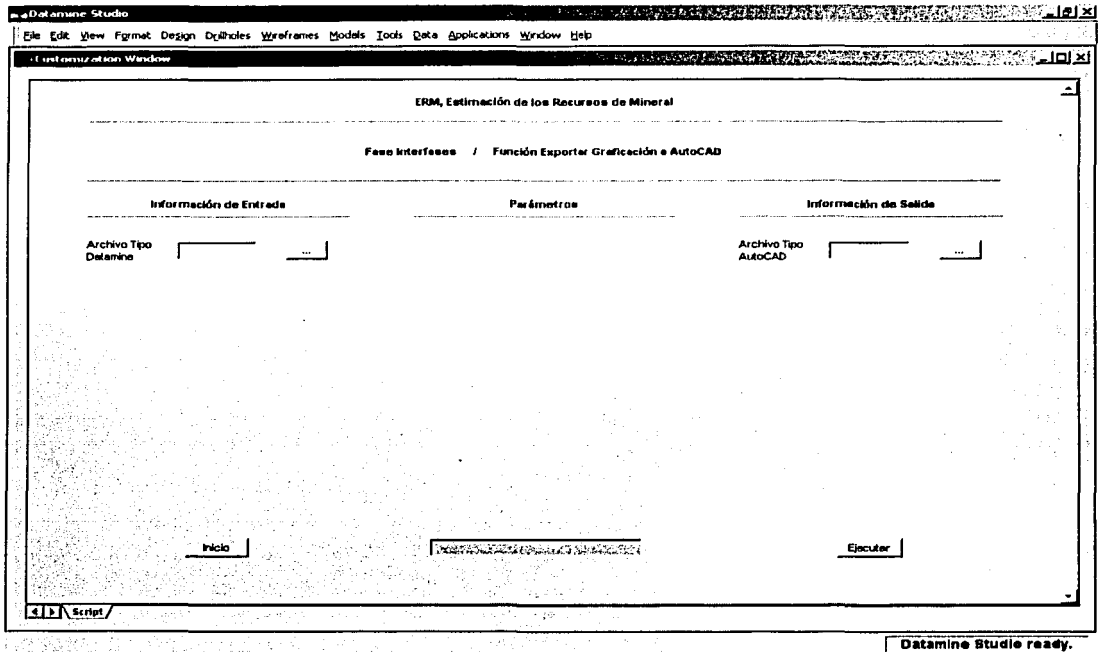 Datamine Studio
File Edit View Format Design Drillholes Wireframes Models Tools Data Applications Window Help
Customization Window
ERM, Estimación de los Recursos de Mineral
Fase Interfases / Función Exportar Graficación a AutoCAD
Información de Entrada Parámetros Información de Salida
Archivo Tipo Datamine ... Archivo Tipo AutoCAD ...
Inicio Ejecutar
Script
Datamine Studio ready.